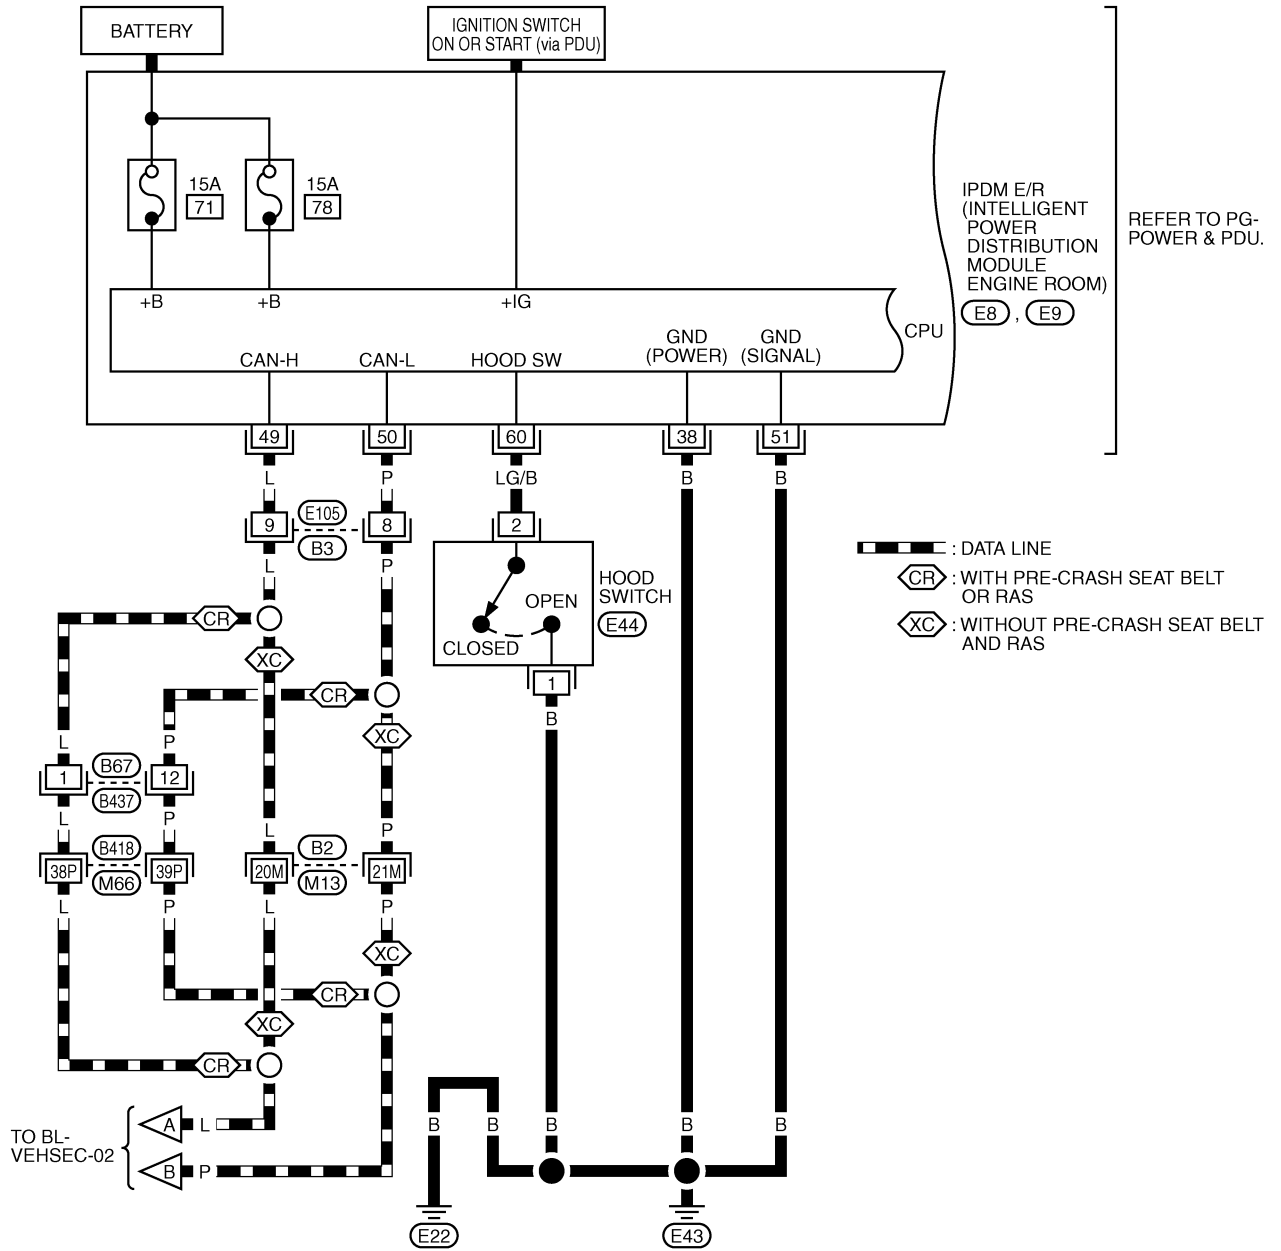 BATTERY
IGNITION SWITCH
ON OR START (via PDU)
15A
71
15A
78
IPDM E/R
(INTELLIGENT
POWER
DISTRIBUTION
MODULE
ENGINE ROOM)
E8 , E9
REFER TO PG-
POWER & PDU.
+B
+B
+IG
CPU
CAN-H
CAN-L
HOOD SW
GND
(POWER)
GND
(SIGNAL)
49
50
60
38
51
L
P
LG/B
B
B
9
E105
B3
8
2
L
P
HOOD
SWITCH
E44
OPEN
CLOSED
1
B
: DATA LINE
CR : WITH PRE-CRASH SEAT BELT
OR RAS
XC : WITHOUT PRE-CRASH SEAT BELT
AND RAS
CR
XC
CR
XC
L
P
1
B67
B437
12
L
P
L
P
38P
B418
M66
39P
20M
B2
M13
21M
L
P
L
P
XC
CR
XC
CR
TO BL-
VEHSEC-02
A
L
B
P
B
B
B
B
B
E22
E43